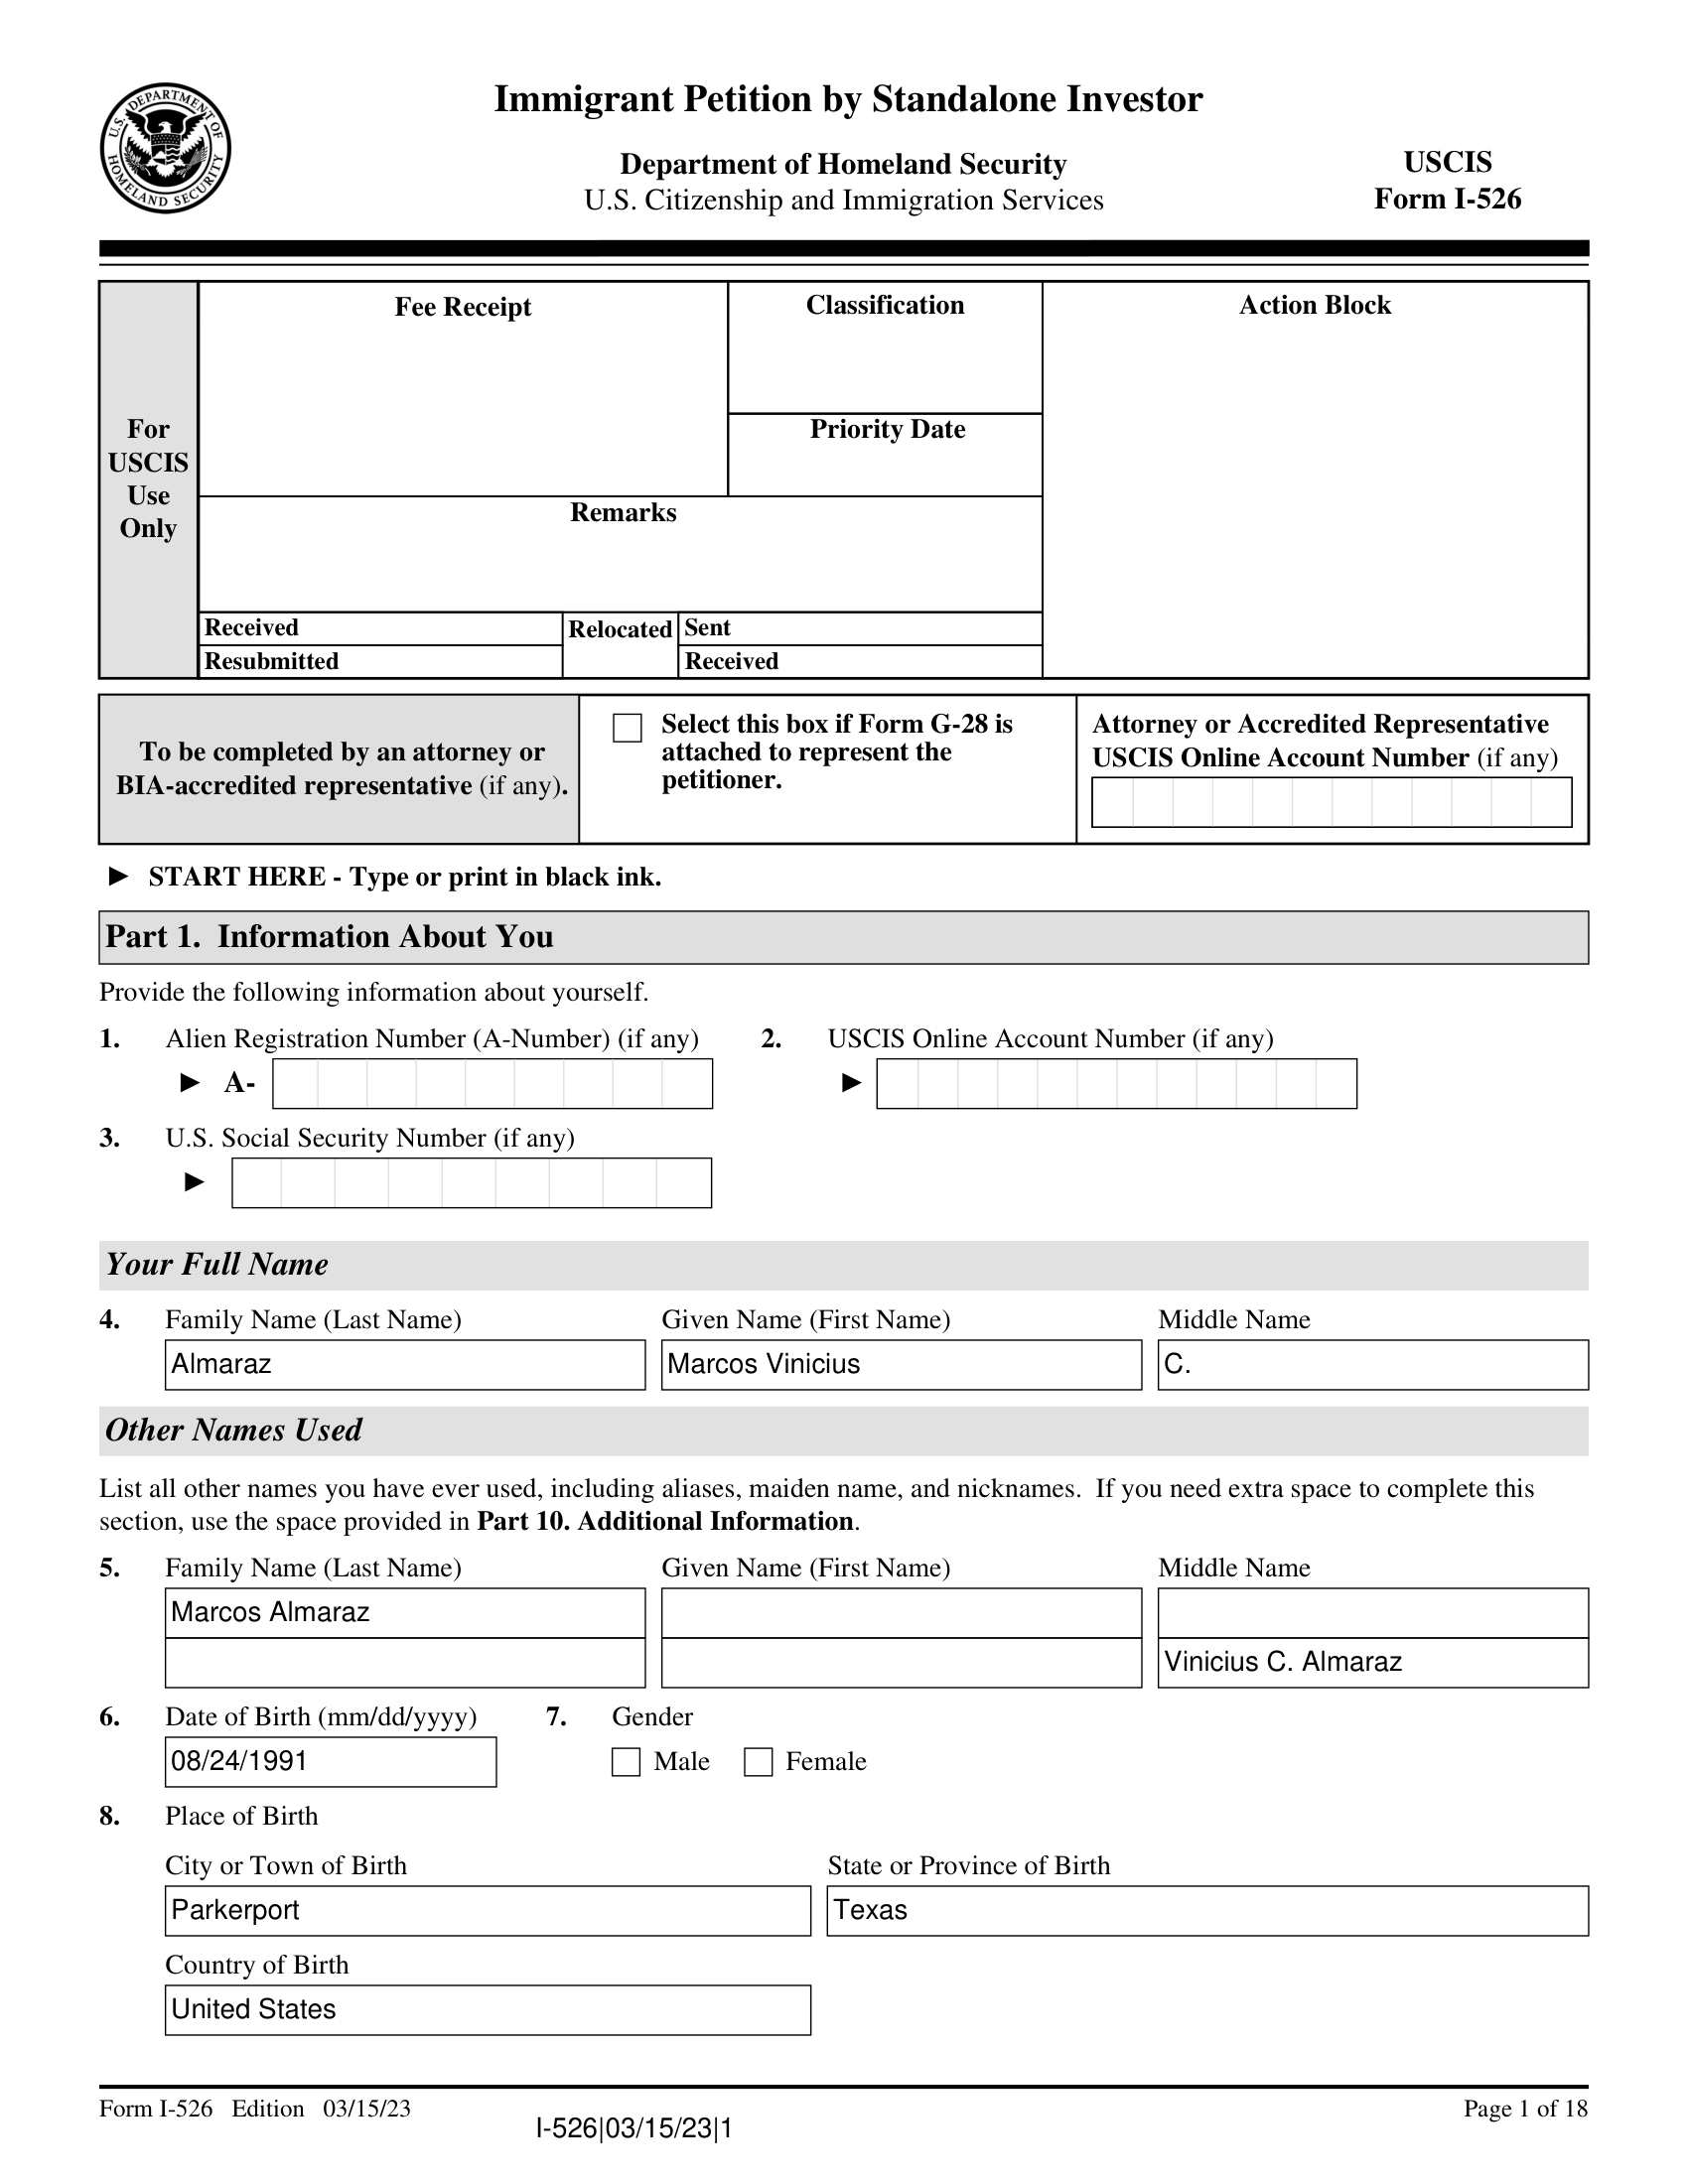 Immigrant Petition by Standalone Investor
Department of Homeland Security
U.S. Citizenship and Immigration Services
USCIS
Form I-526
U.S. DEPARTMENT OF HOMELAND SECURITY
For
USCIS
Use
Only
Fee Receipt
Classification
Action Block
Priority Date
Remarks
Received
Relocated
Sent
Resubmitted
Received
To be completed by an attorney or
BIA-accredited representative (if any).
Select this box if Form G-28 is
attached to represent the
petitioner.
Attorney or Accredited Representative
USCIS Online Account Number (if any)
► START HERE - Type or print in black ink.
Part 1. Information About You
Provide the following information about yourself.
1. Alien Registration Number (A-Number) (if any)
► A-
2. USCIS Online Account Number (if any)
►
3. U.S. Social Security Number (if any)
►
Your Full Name
4. Family Name (Last Name) Given Name (First Name) Middle Name
Almaraz Marcos Vinicius C.
Other Names Used
List all other names you have ever used, including aliases, maiden name, and nicknames. If you need extra space to complete this
section, use the space provided in Part 10. Additional Information.
5. Family Name (Last Name) Given Name (First Name) Middle Name
Marcos Almaraz
Vinicius C. Almaraz
6. Date of Birth (mm/dd/yyyy) 7. Gender
08/24/1991 Male Female
8. Place of Birth
City or Town of Birth State or Province of Birth
Parkerport Texas
Country of Birth
United States
Form I-526 Edition 03/15/23
I-526|03/15/23|1
Page 1 of 18